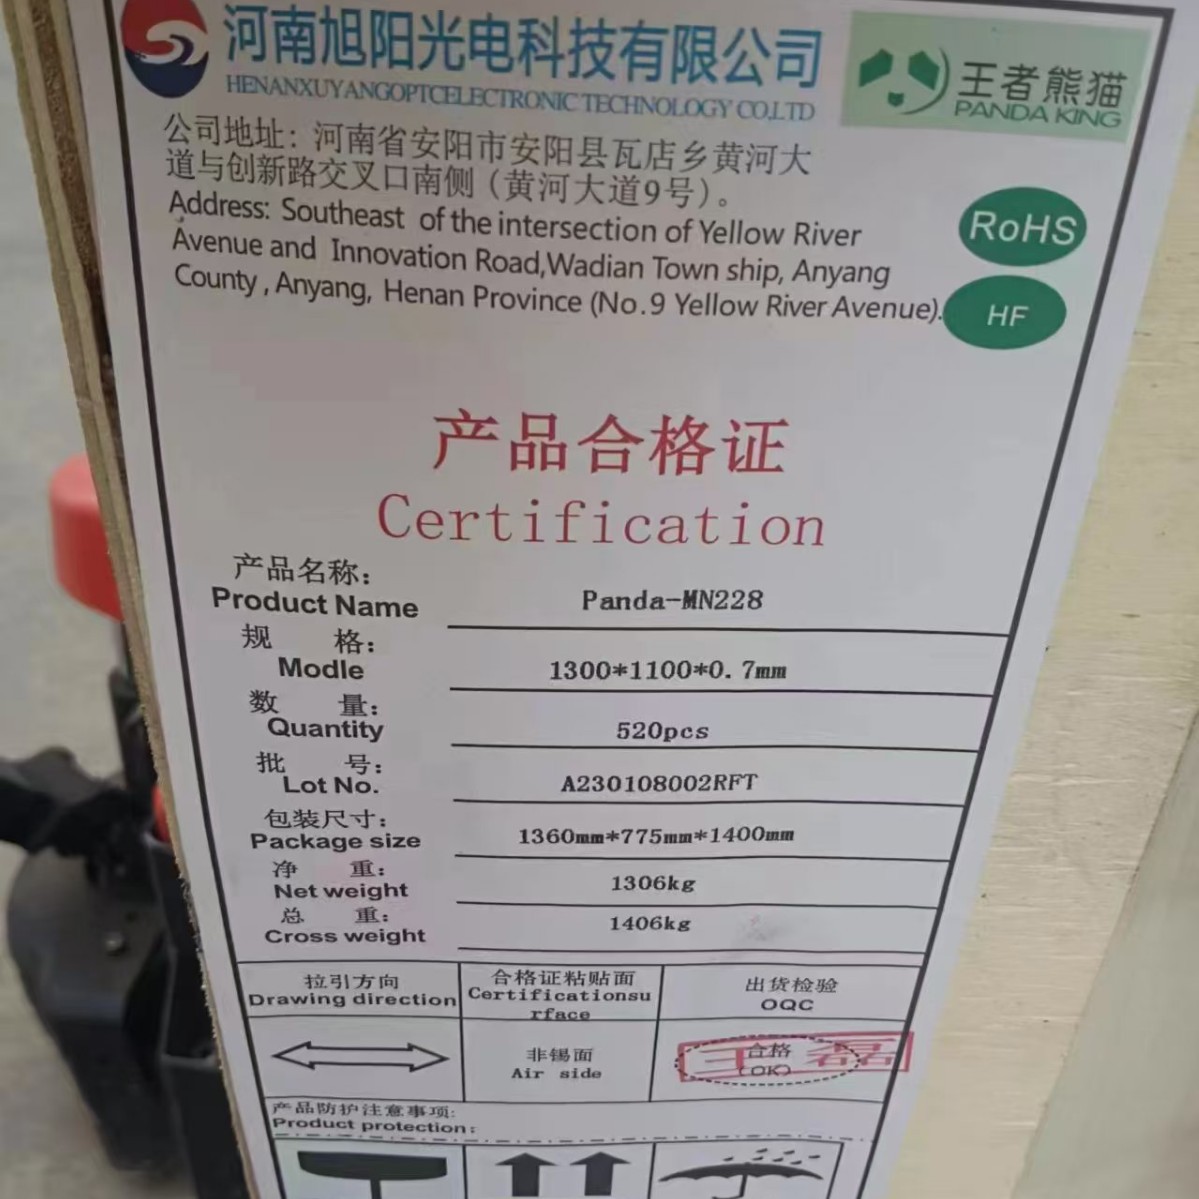 河南旭阳光电科技有限公司
HENANXUYANGOPTCELECTRONIC TECHNOLOGY CO.LTD
王者熊猫
PANDA KING
公司地址：河南省安阳市安阳县瓦店乡黄河大
道与创新路交叉口南侧（黄河大道9号）。
Address: Southeast of the intersection of Yellow River
Avenue and Innovation Road,Wadian Town ship, Anyang
County , Anyang, Henan Province (No.9 Yellow River Avenue).
RoHS
HF
产品合格证
Certification
产品名称：
Product Name Panda-MN228
规 格：
Modle 1300*1100*0.7mm
数 量：
Quantity 520pcs
批 号：
Lot No. A230108002RFT
包装尺寸：
Package size 1360mm*775mm*1400mm
净 重：
Net weight 1306kg
总 重：
Cross weight 1406kg
拉引方向 合格证粘贴面 出货检验
Drawing direction Certificationsu OQC
rface
非锡面 合格
Air side (OK)
王磊
产品防护注意事项:
Product protection: